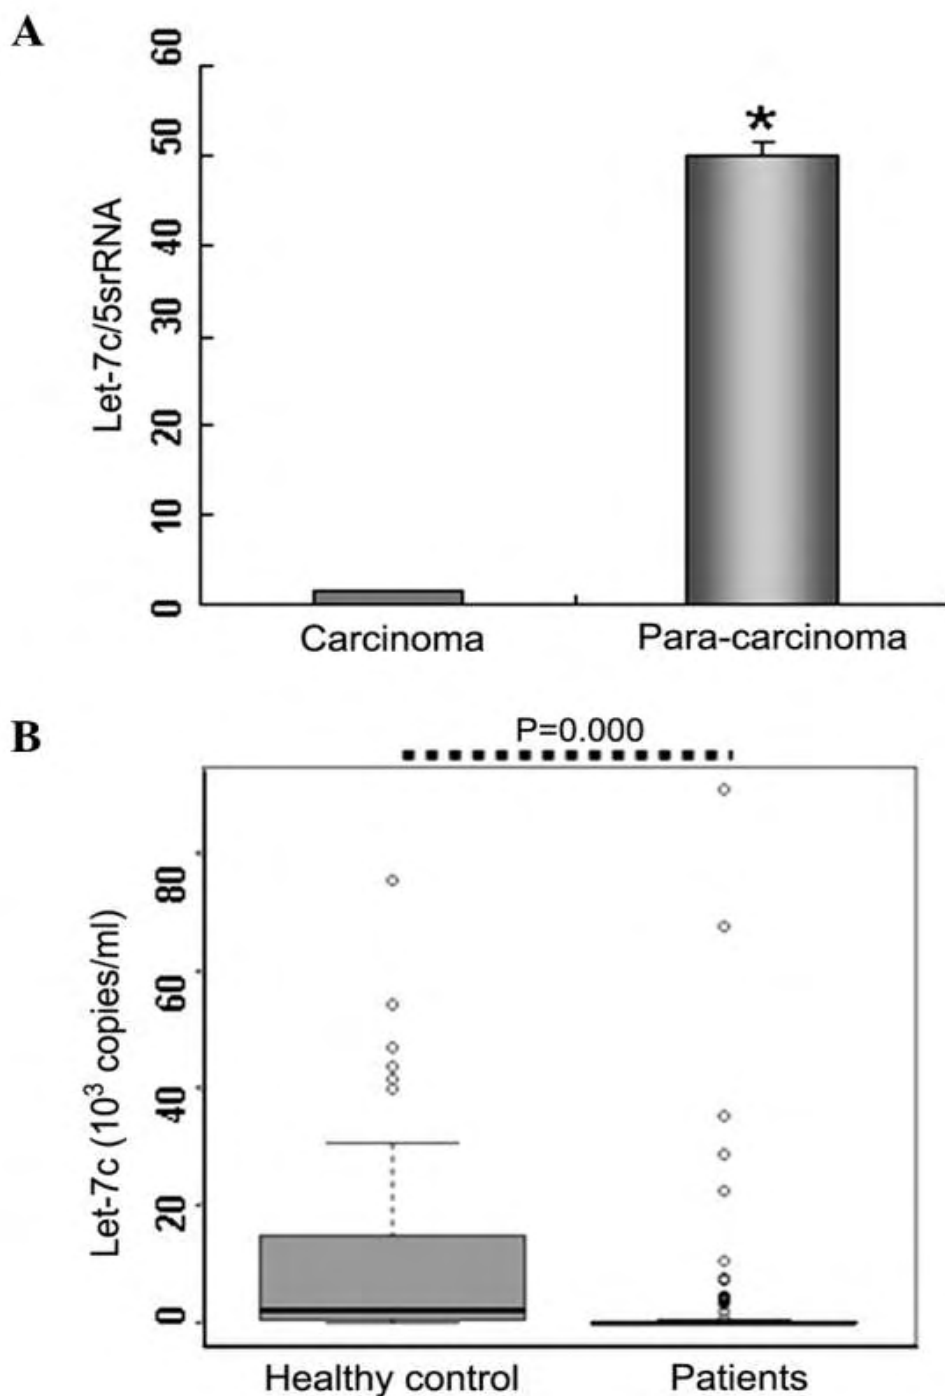 A
60
50
40
30
20
10
0
Let-7c/5srRNA
*
Carcinoma
Para-carcinoma
B
P=0.000
80
60
40
20
0
Let-7c (10³ copies/ml)
Healthy control
Patients